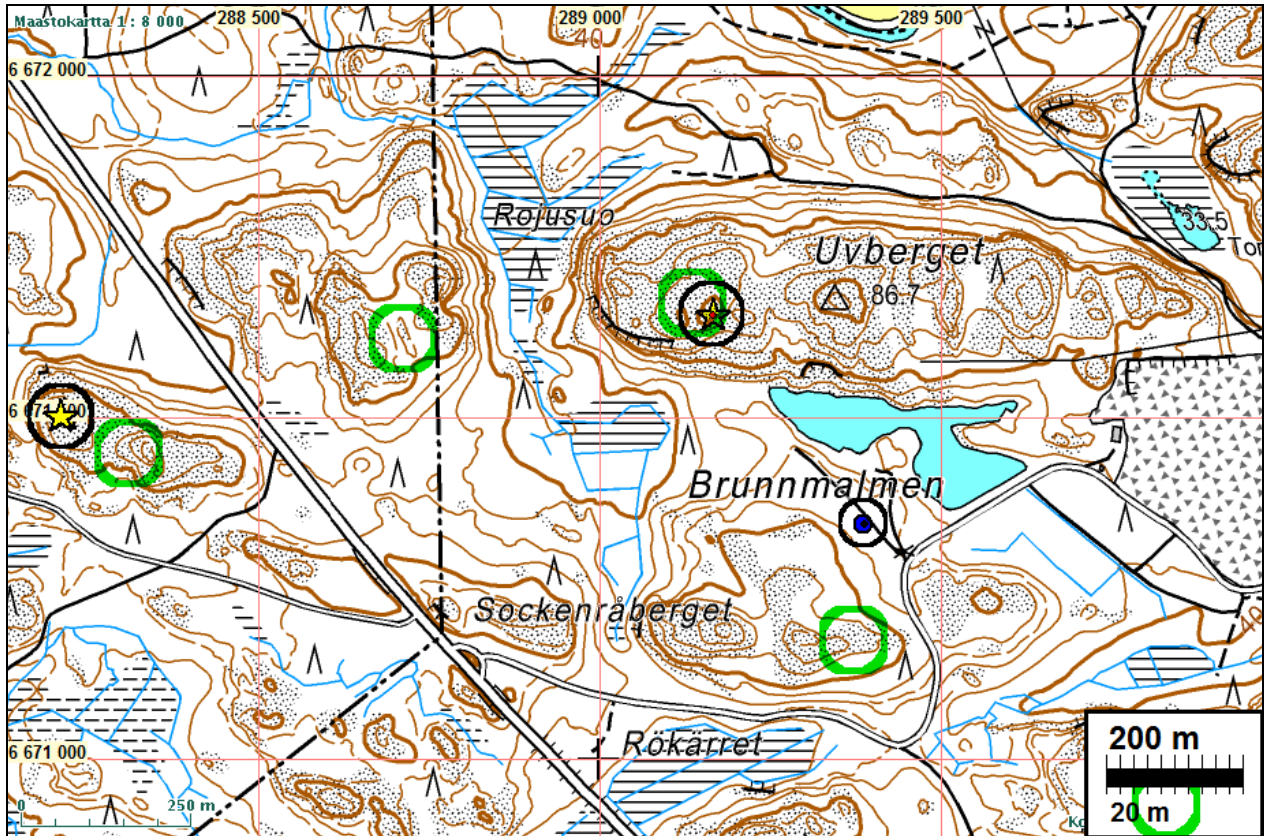 Maastokartta 1 : 8 000
288 500
289 000
289 500
40
6 672 000
Rojusuo
Uvberget
86.7
33.5
Brunnmalmen
Sockenråberget
40
6 671 000
Rökärret
200 m
20 m
0
250 m